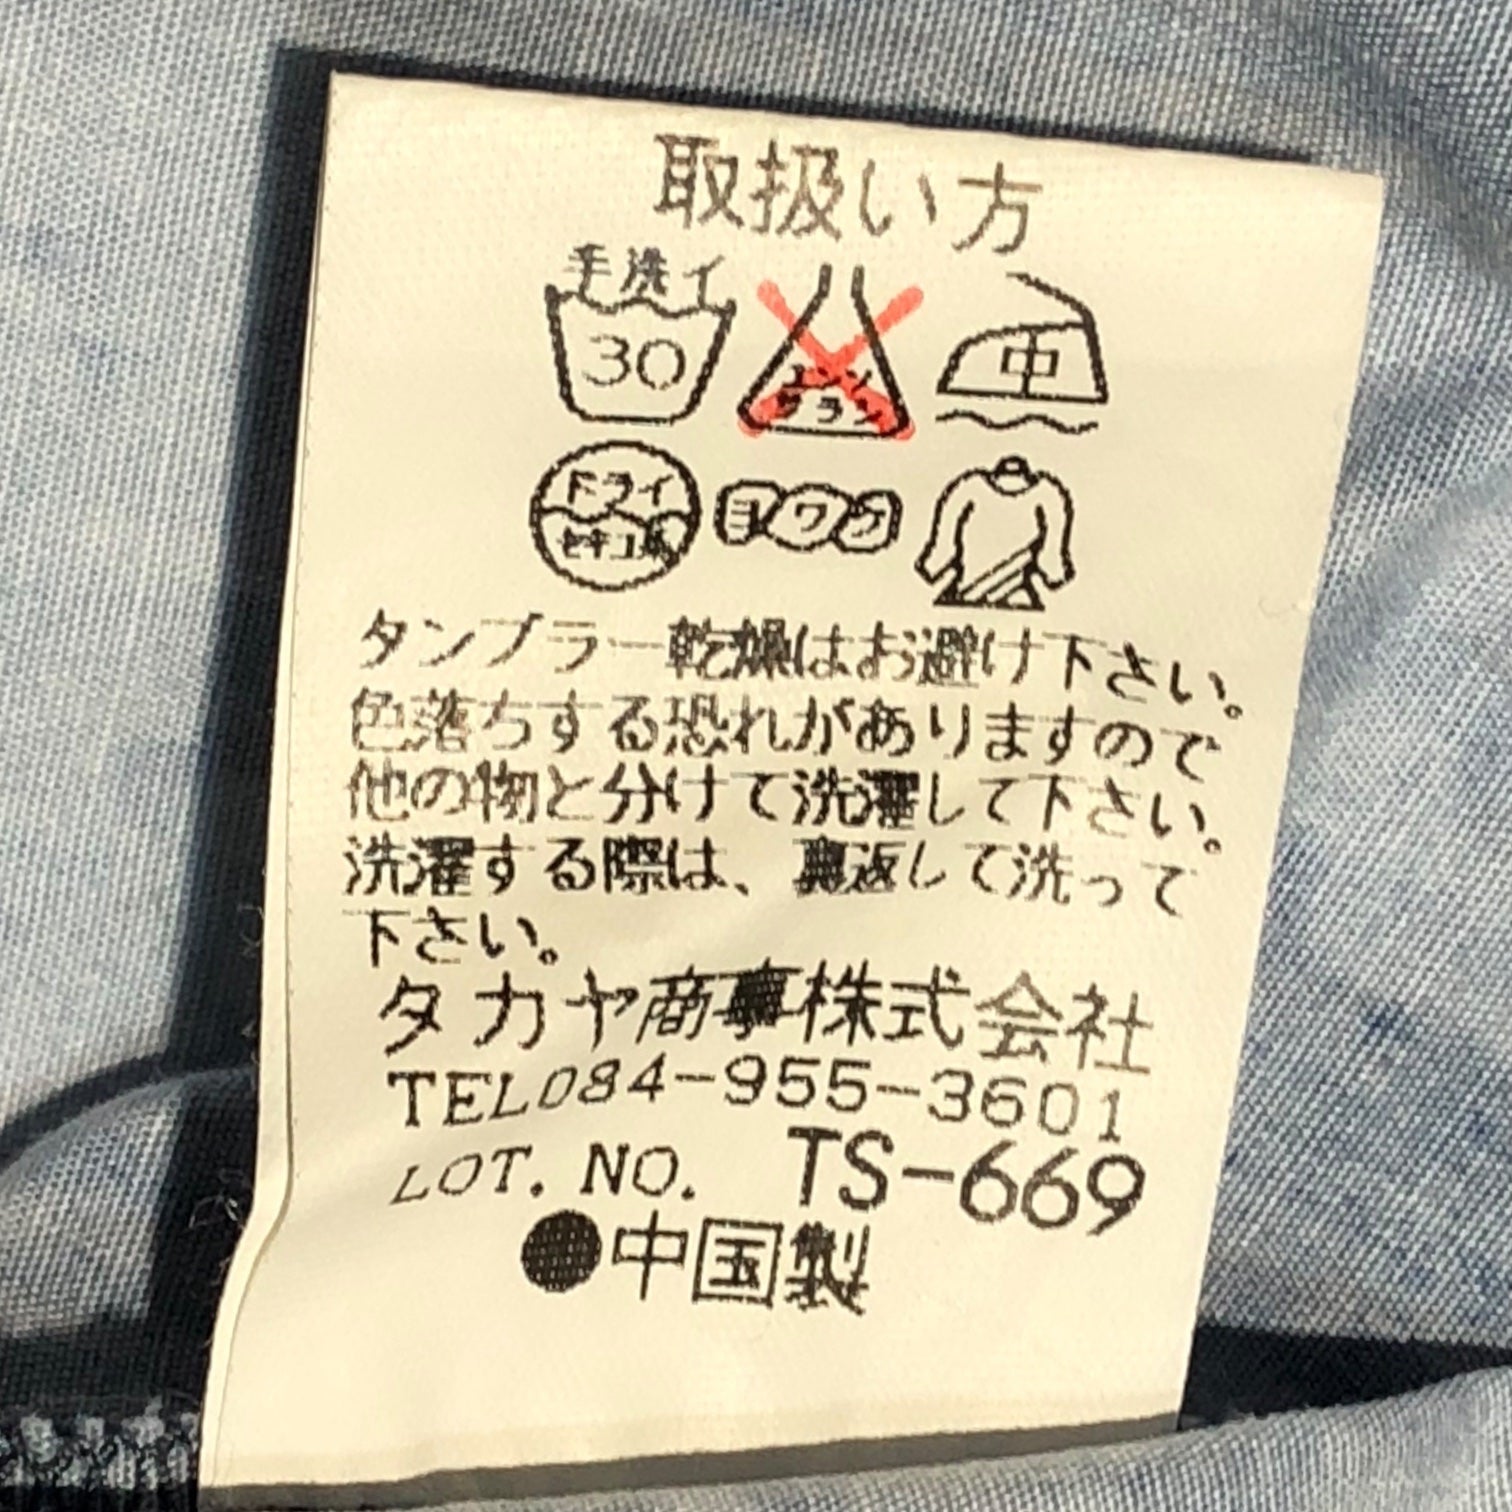 取扱い方
手洗イ
30
エンソ
サラシ
中
ドライ
セキユ系
ヨワク
タンブラー乾燥はお避け下さい。
色落ちする恐れがありますので
他の物と分けて洗濯して下さい。
洗濯する際は、裏返して洗って
下さい。
タカヤ商事株式会社
TEL084-955-3601
LOT. NO. TS-669
●中国製